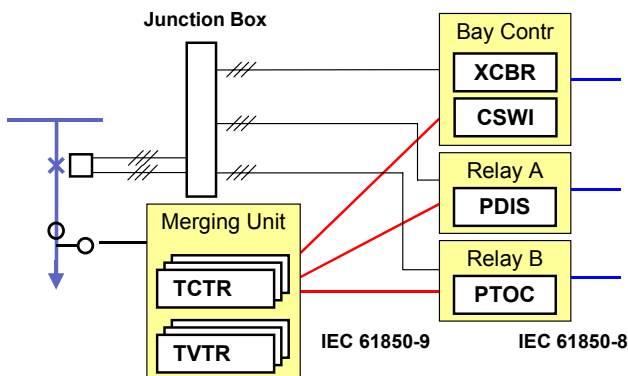 Junction Box
Bay Contr
XCBR
CSWI
Relay A
PDIS
Merging Unit
TCTR
TVTR
Relay B
PTOC
IEC 61850-9
IEC 61850-8